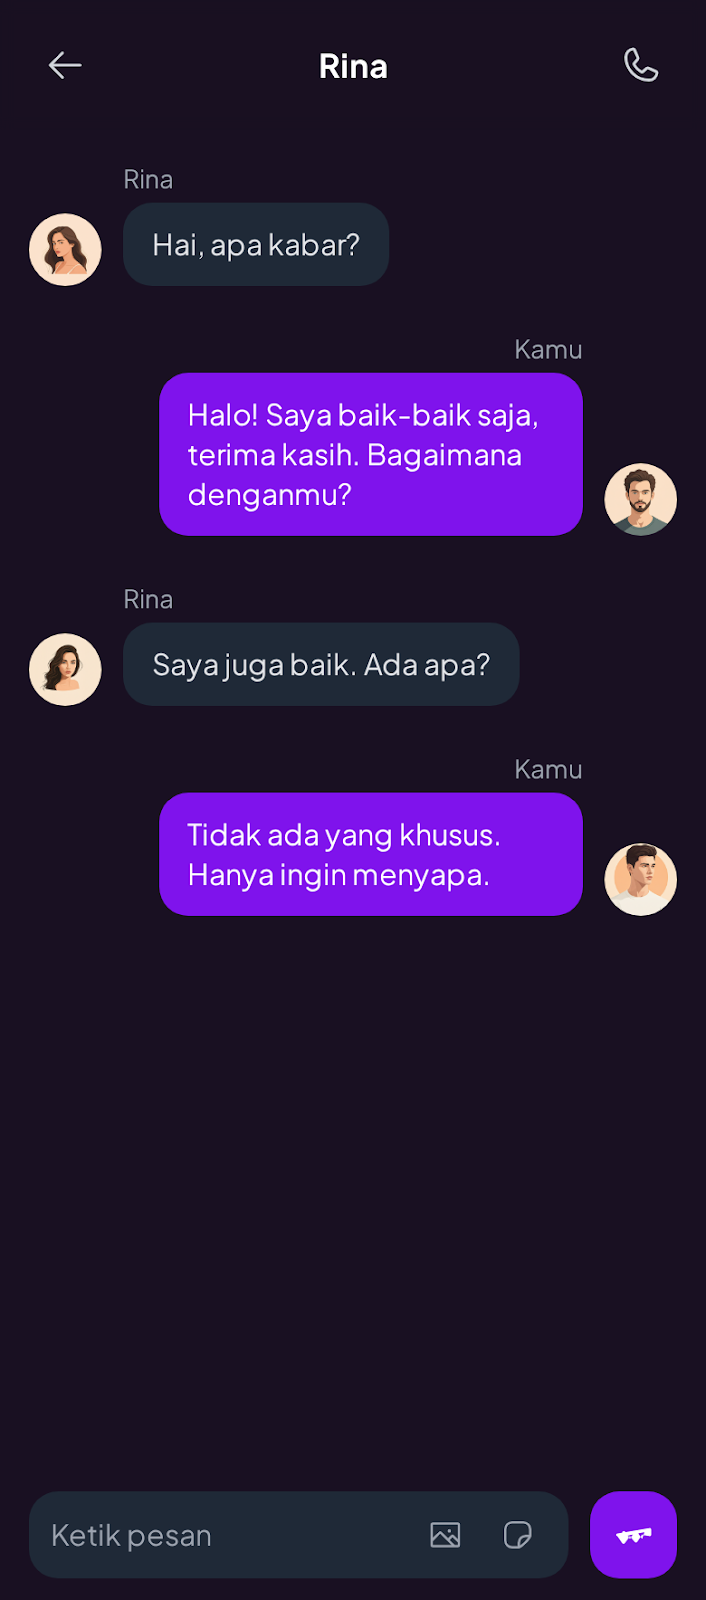 Rina
Rina
Hai, apa kabar?
Kamu
Halo! Saya baik-baik saja,
terima kasih. Bagaimana
denganmu?
Rina
Saya juga baik. Ada apa?
Kamu
Tidak ada yang khusus.
Hanya ingin menyapa.
Ketik pesan